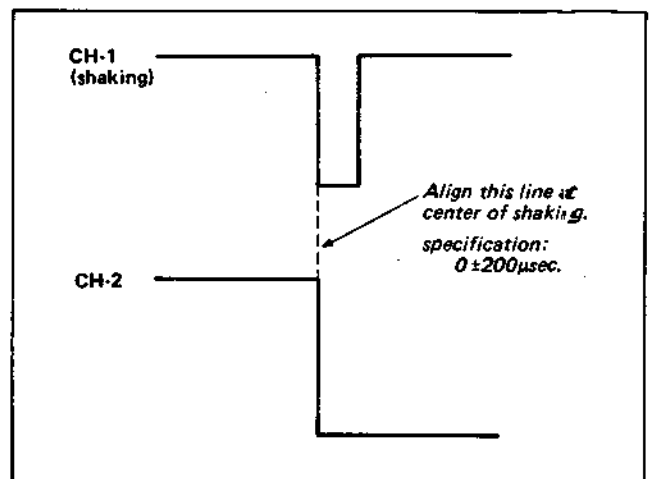 CH-1
(shaking)
Align this line at
center of shaking.
specification:
0±200μsec.
CH-2